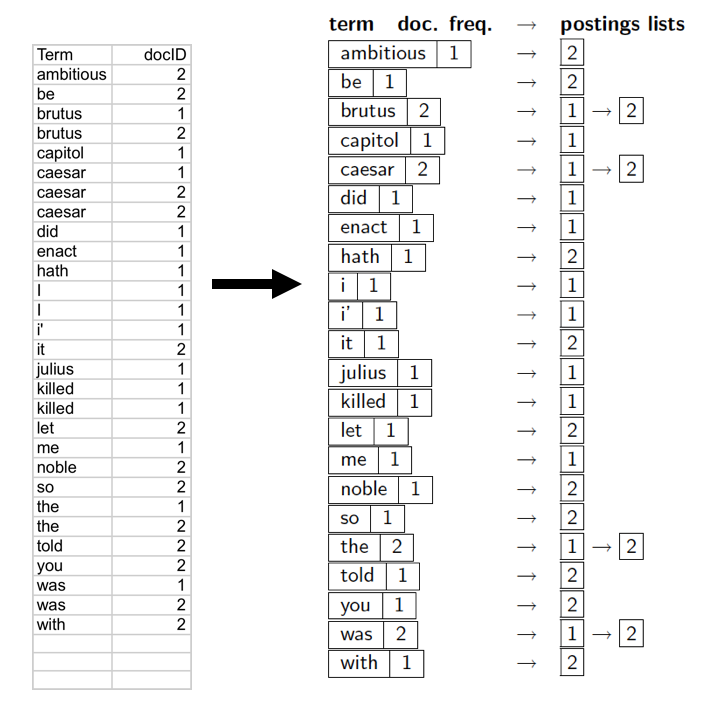 Term docID
ambitious 2
be 2
brutus 1
brutus 2
capitol 1
caesar 1
caesar 2
caesar 2
did 1
enact 1
hath 1
I 1
I 1
i' 1
it 2
julius 1
killed 1
killed 1
let 2
me 1
noble 2
so 2
the 1
the 2
told 2
you 2
was 1
was 2
with 2
term doc. freq. → postings lists
ambitious 1 → 2
be 1 → 2
brutus 2 → 1 → 2
capitol 1 → 1
caesar 2 → 1 → 2
did 1 → 1
enact 1 → 1
hath 1 → 2
i 1 → 1
i' 1 → 1
it 1 → 2
julius 1 → 1
killed 1 → 1
let 1 → 2
me 1 → 1
noble 1 → 2
so 1 → 2
the 2 → 1 → 2
told 1 → 2
you 1 → 2
was 2 → 1 → 2
with 1 → 2